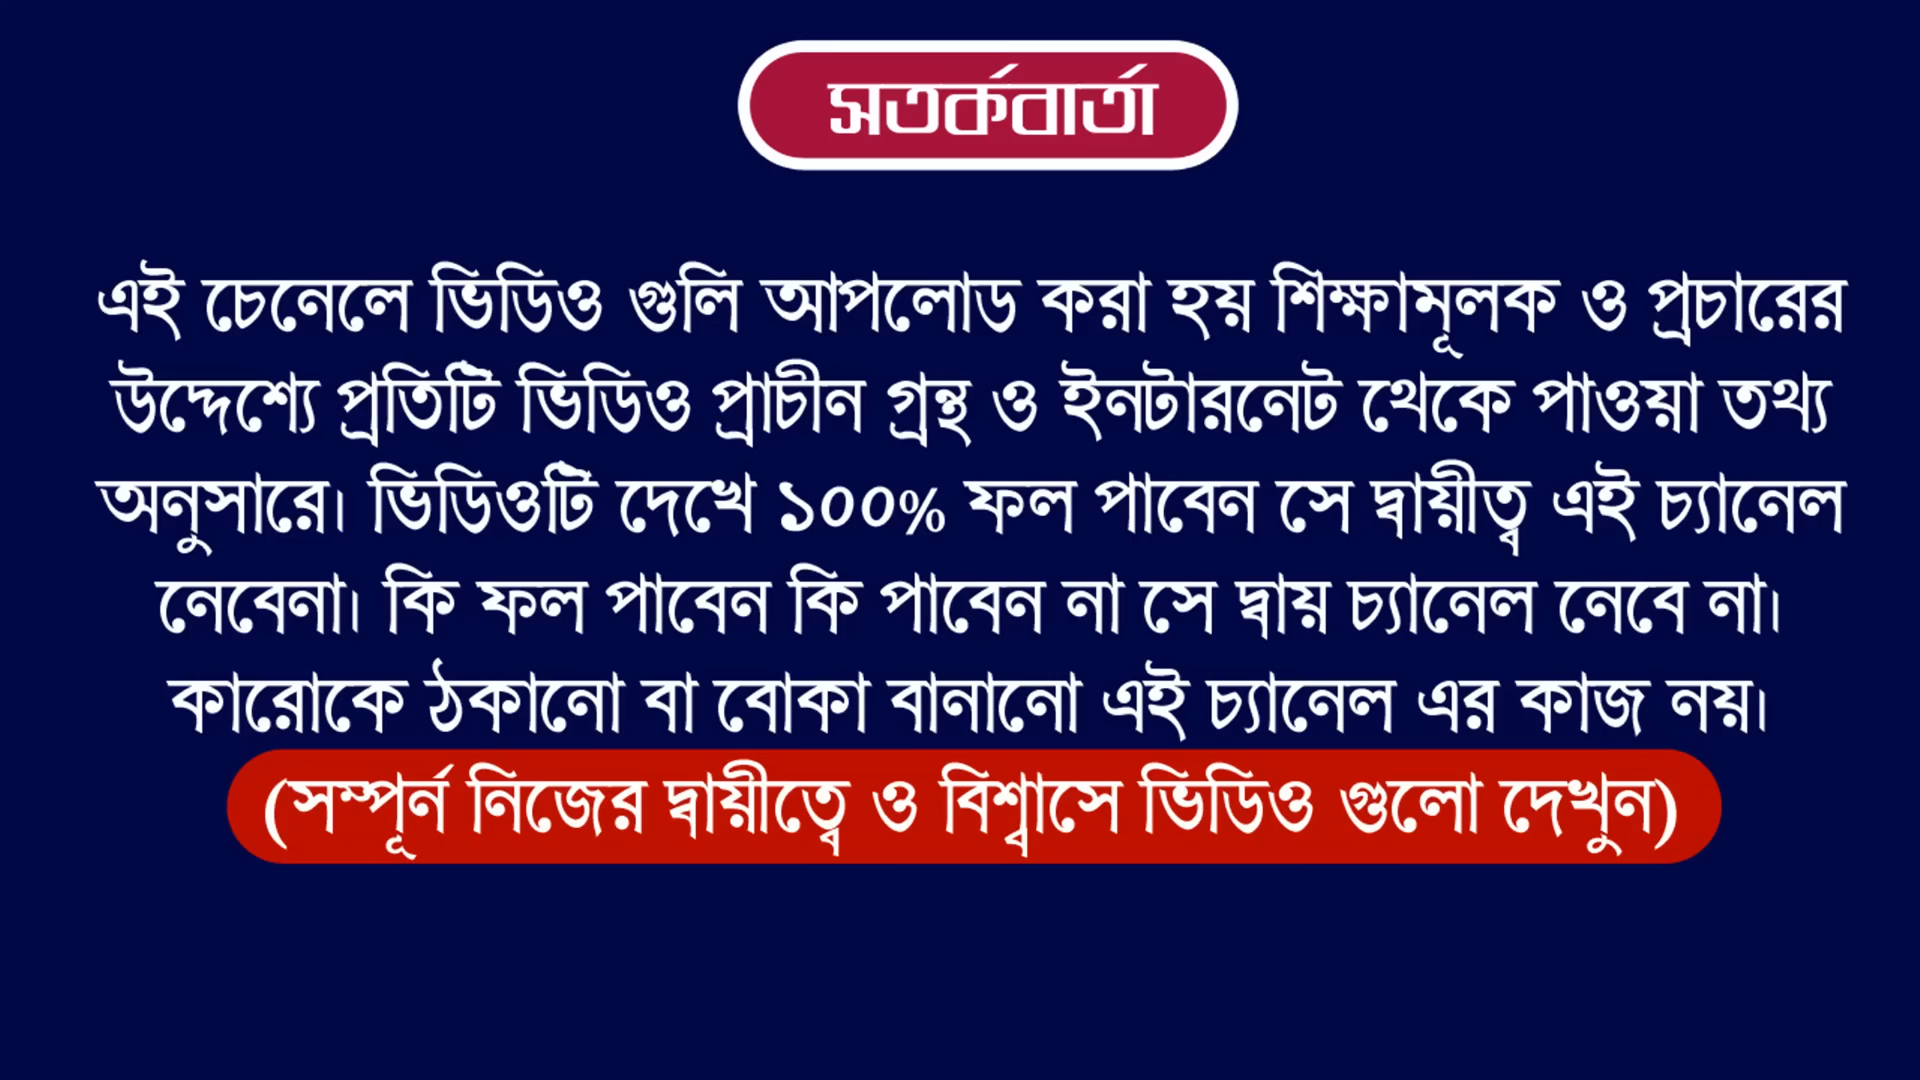 সতর্কবার্তা
এই চেনেলে ভিডিও গুলি আপলোড করা হয় শিক্ষামূলক ও প্রচারের
উদ্দেশ্যে প্রতিটি ভিডিও প্রাচীন গ্রন্থ ও ইনটারনেট থেকে পাওয়া তথ্য
অনুসারে। ভিডিওটি দেখে ১০০% ফল পাবেন সে দ্বায়ীত্ব এই চ্যানেল
নেবেনা। কি ফল পাবেন কি পাবেন না সে দ্বায় চ্যানেল নেবে না।
কারোকে ঠকানো বা বোকা বানানো এই চ্যানেল এর কাজ নয়।
(সম্পূর্ন নিজের দ্বায়ীত্বে ও বিশ্বাসে ভিডিও গুলো দেখুন)